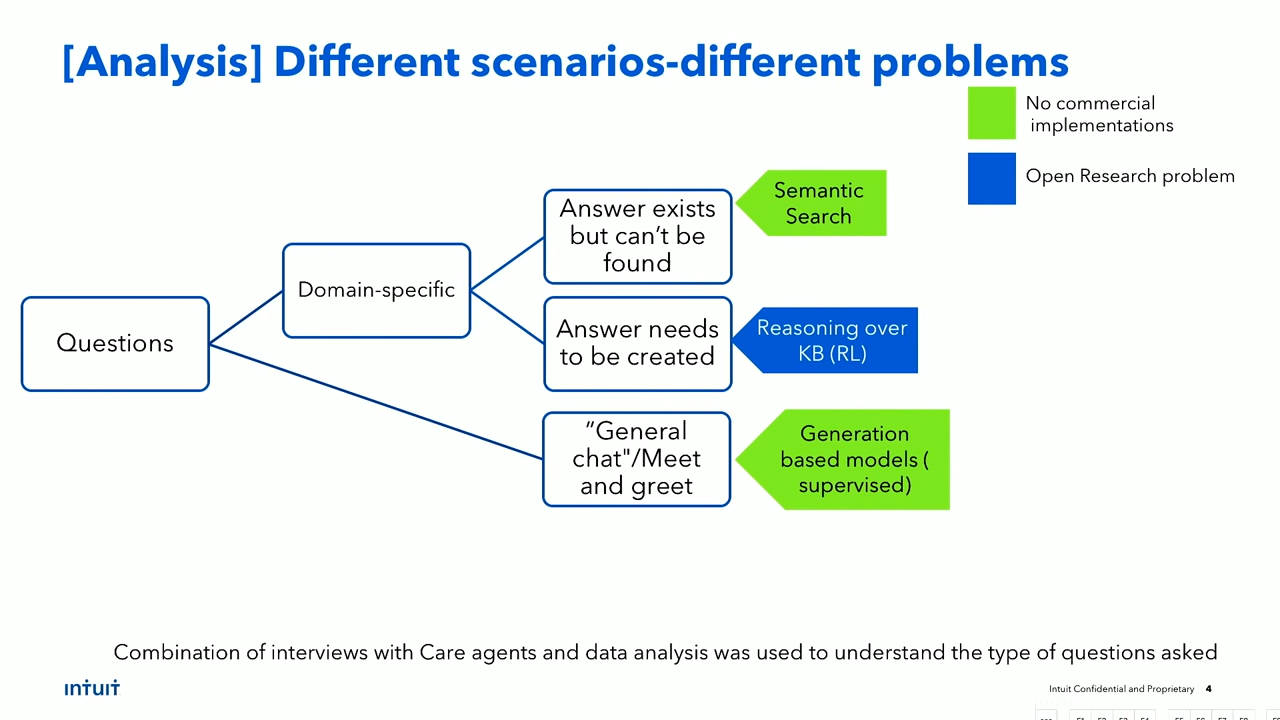 [Analysis] Different scenarios-different problems
No commercial
implementations
Open Research problem
Semantic
Search
Answer exists
but can’t be
found
Domain-specific
Questions
Answer needs
to be created
Reasoning over
KB (RL)
”General
chat"/Meet
and greet
Generation
based models (
supervised)
Combination of interviews with Care agents and data analysis was used to understand the type of questions asked
ıntuıt
Intuit Confidential and Proprietary 4